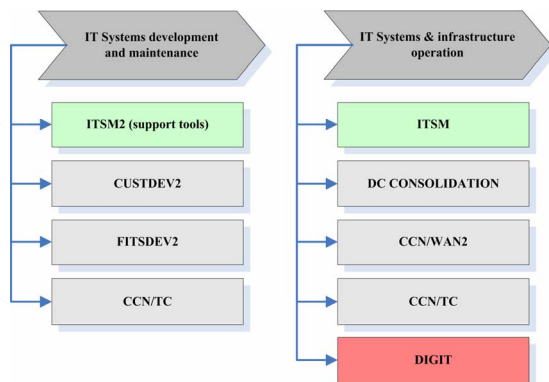 IT Systems development
and maintenance
ITSM2 (support tools)
CUSTDEV2
FITSDEV2
CCN/TC
IT Systems & infrastructure
operation
ITSM
DC CONSOLIDATION
CCN/WAN2
CCN/TC
DIGIT